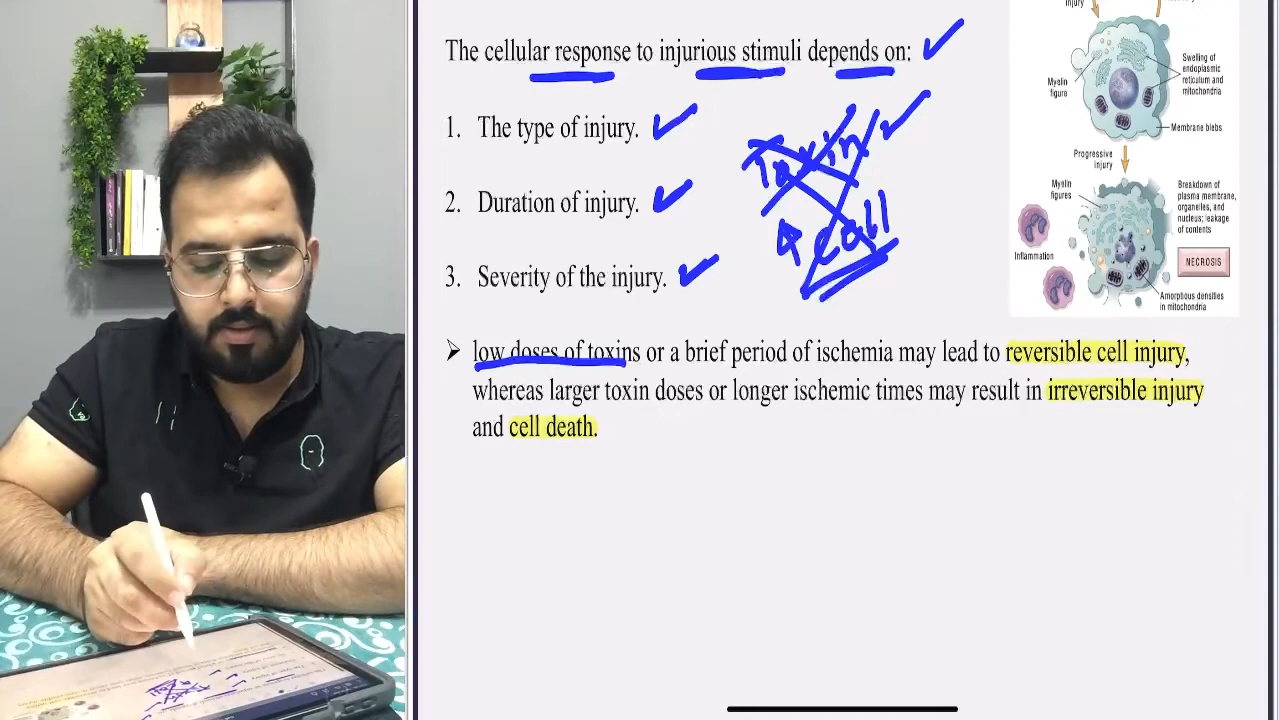 The cellular response to injurious stimuli depends on:
1. The type of injury.
2. Duration of injury.
3. Severity of the injury.
Toxin
cell
➢ low doses of toxins or a brief period of ischemia may lead to reversible cell injury,
whereas larger toxin doses or longer ischemic times may result in irreversible injury
and cell death.
injury
Myelin
figure
Swelling of
endoplasmic
reticulum and
mitochondria
Membrane blebs
Progressive
injury
Myelin
figures
Breakdown of
plasma membrane,
organelles, and
nucleus; leakage
of contents
Inflammation
NECROSIS
Amorphous densities
in mitochondria